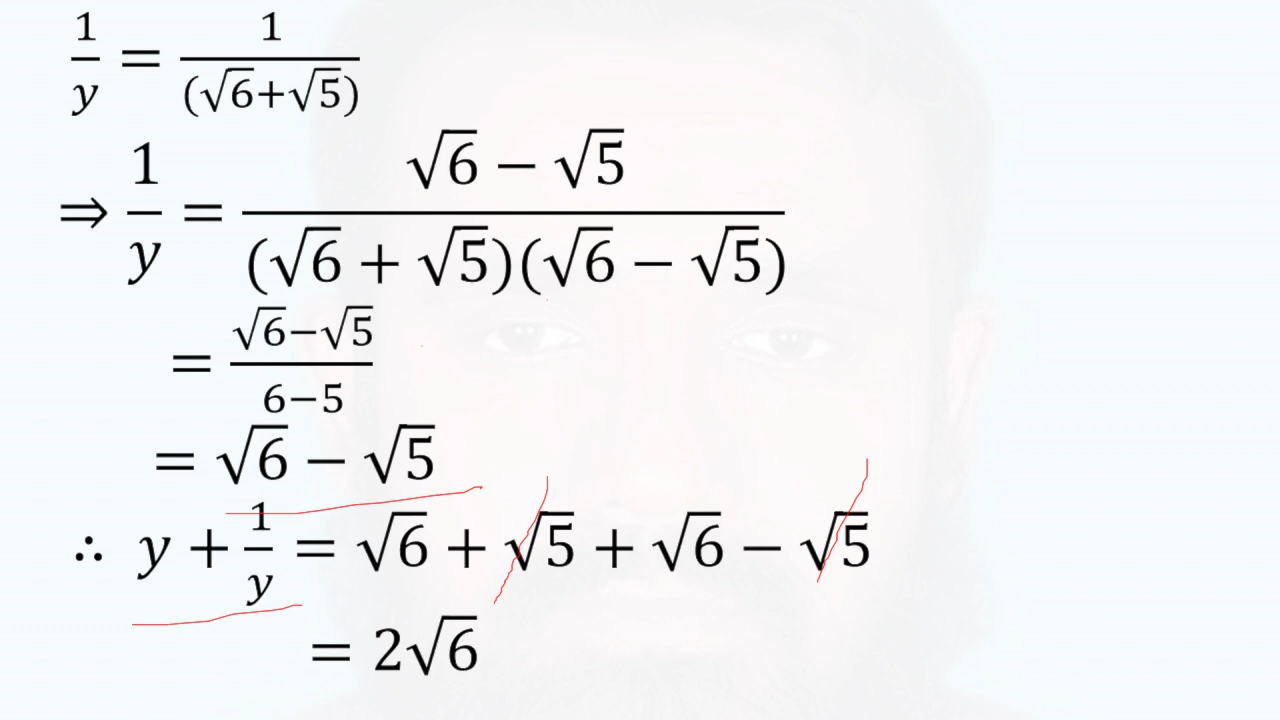 1/y = 1/(√6+√5)
⇒ 1/y = √6 − √5/(√6 + √5)(√6 − √5)
= √6−√5/6−5
= √6 − √5
∴ y + 1/y = √6 + √5 + √6 − √5
= 2√6